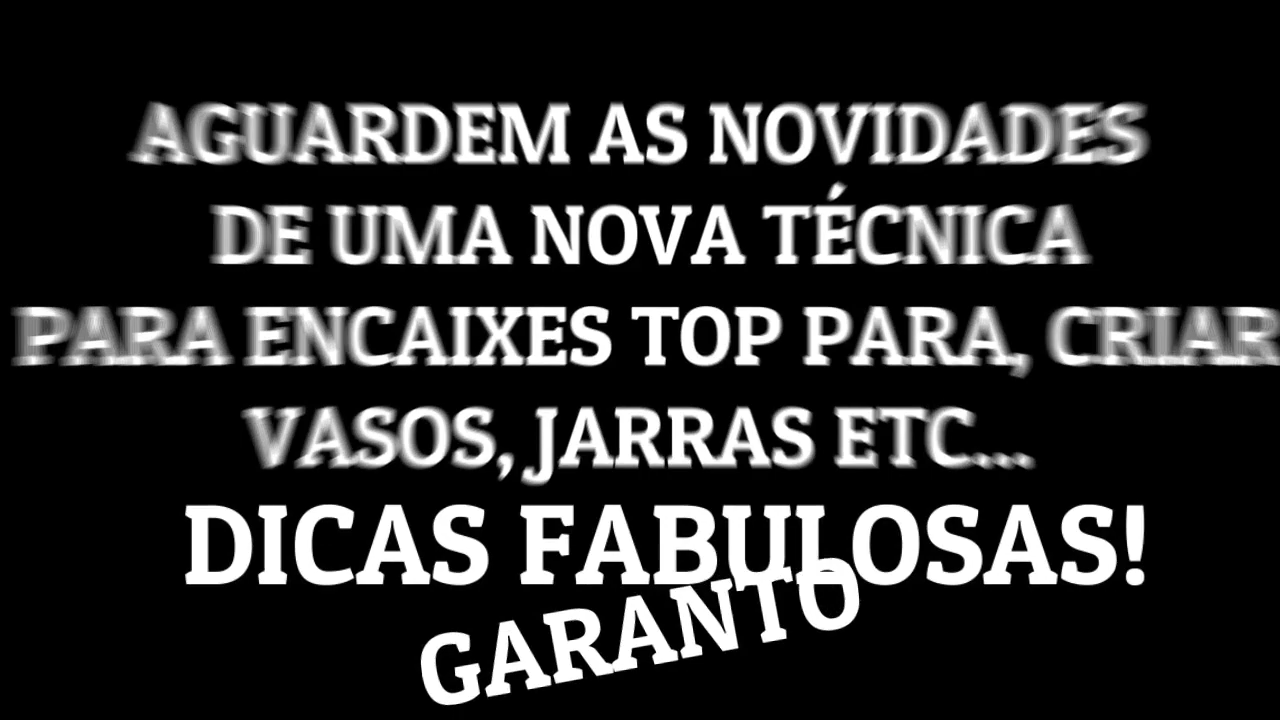 AGUARDEM AS NOVIDADES
DE UMA NOVA TÉCNICA
PARA ENCAIXES TOP PARA, CRIAR
VASOS, JARRAS ETC...
DICAS FABULOSAS!
GARANTO